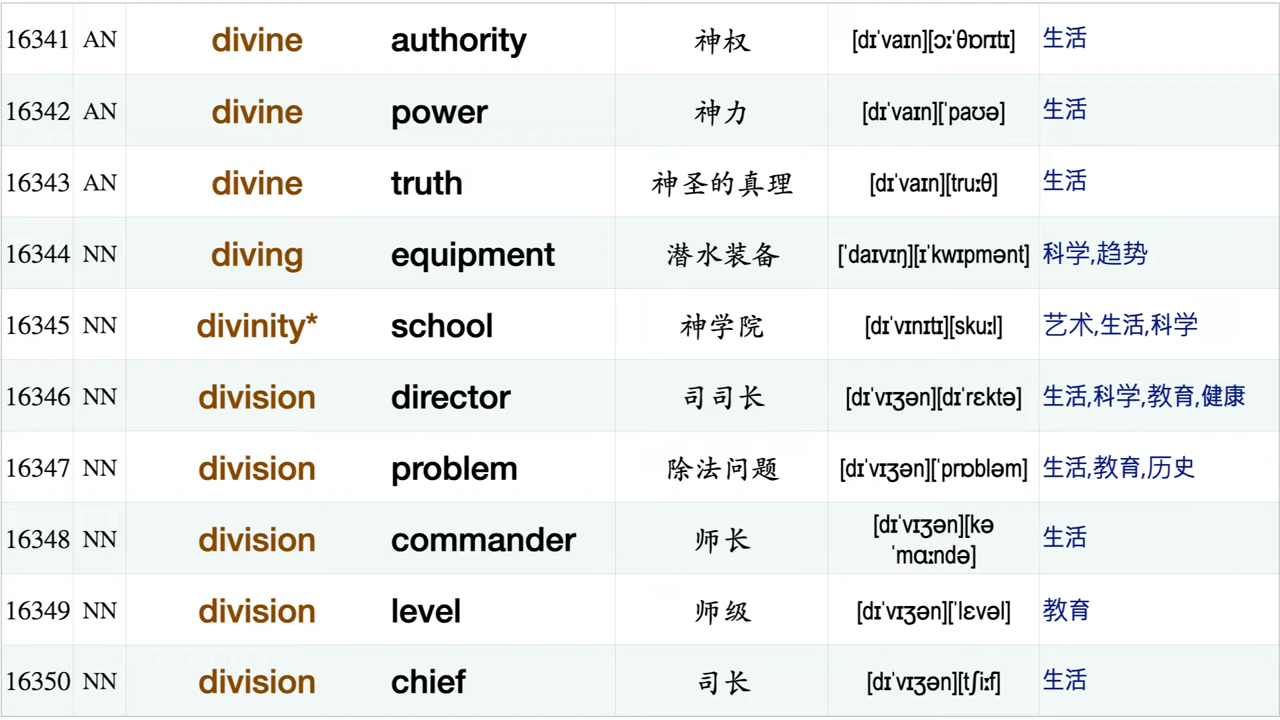 16341 AN divine authority 神权 [dɪˈvaɪn][ɔːˈθɒrɪtɪ] 生活
16342 AN divine power 神力 [dɪˈvaɪn][ˈpaʊə] 生活
16343 AN divine truth 神圣的真理 [dɪˈvaɪn][truːθ] 生活
16344 NN diving equipment 潜水装备 [ˈdaɪvɪŋ][ɪˈkwɪpmənt] 科学,趋势
16345 NN divinity* school 神学院 [dɪˈvɪnɪtɪ][skuːl] 艺术,生活,科学
16346 NN division director 司司长 [dɪˈvɪʒən][dɪˈrɛktə] 生活,科学,教育,健康
16347 NN division problem 除法问题 [dɪˈvɪʒən][ˈprɒbləm] 生活,教育,历史
16348 NN division commander 师长 [dɪˈvɪʒən][kə
ˈmɑːndə] 生活
16349 NN division level 师级 [dɪˈvɪʒən][ˈlɛvəl] 教育
16350 NN division chief 司长 [dɪˈvɪʒən][tʃiːf] 生活